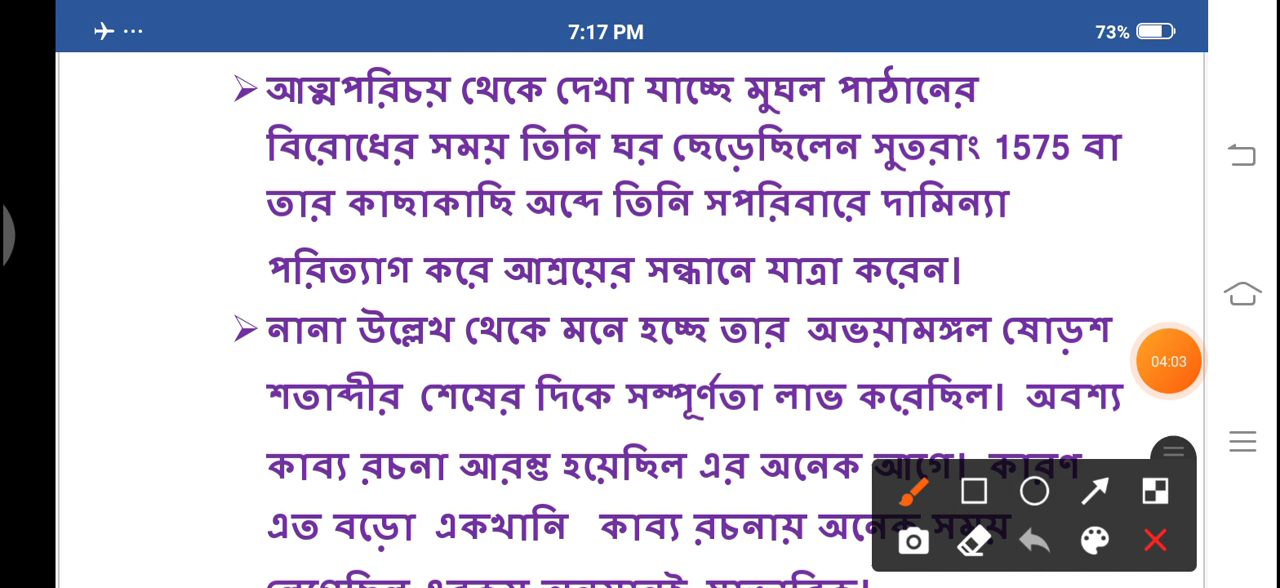 7:17 PM
73%
➢ আত্মপরিচয় থেকে দেখা যাচ্ছে মুঘল পাঠানের
বিরোধের সময় তিনি ঘর ছেড়েছিলেন সুতরাং 1575 বা
তার কাছাকাছি অব্দে তিনি সপরিবারে দামিন্যা
পরিত্যাগ করে আশ্রয়ের সন্ধানে যাত্রা করেন।
➢ নানা উল্লেখ থেকে মনে হচ্ছে তার অভয়ামঙ্গল ষোড়শ
শতাব্দীর শেষের দিকে সম্পূর্ণতা লাভ করেছিল। অবশ্য
04:03
কাব্য রচনা আরম্ভ হয়েছিল এর অনেক আগে। কারণ
এত বড়ো একখানি কাব্য রচনায় অনেক সময়